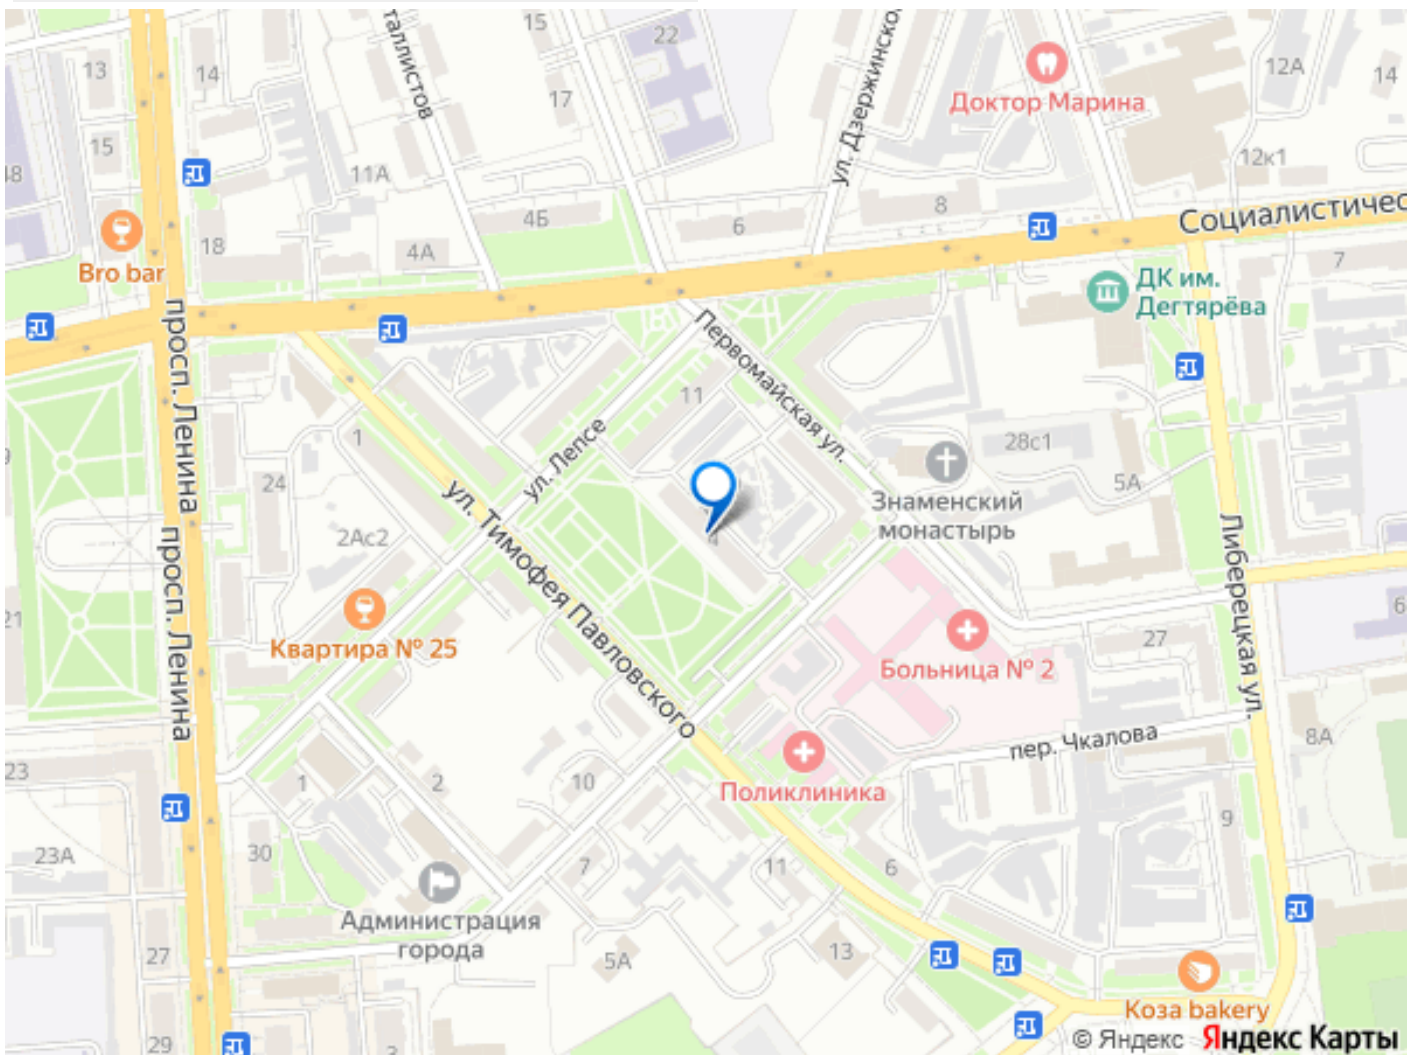 таллистов
15
22
13
14
17
15
48
11А
18
4А
4Б
6
8
ул. Дзержинско
Доктор Марина
12А
14
12к1
Социалистичес
7
Bro bar
ДК им.
Дегтярёва
просп. Ленина
просп. Ленина
Первомайская ул.
11
ул. Лепсе
1
24
2Ас2
ул. Тимофея Павловского
4
28с1
5А
Знаменский
монастырь
Либерецкая ул.
Квартира № 25
Больница № 2
27
6
21
пер. Чкалова
8А
Поликлиника
23
1
2
10
9
23А
30
7
11
6
Администрация
города
27
5А
13
Коза bakery
29
© Яндекс Яндекс Карты